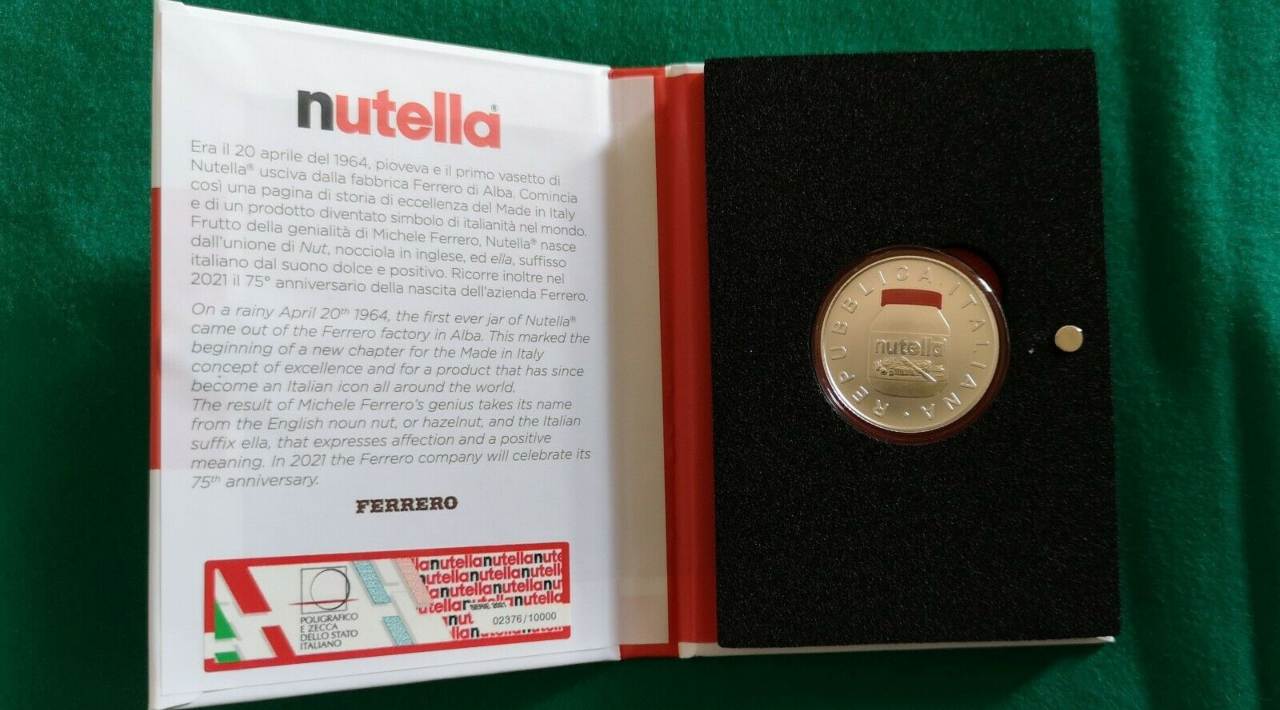 nutella®
Era il 20 aprile del 1964, pioveva e il primo vasetto di
Nutella® usciva dalla fabbrica Ferrero di Alba. Comincia
così una pagina di storia di eccellenza del Made in Italy
e di un prodotto diventato simbolo di italianità nel mondo.
Frutto della genialità di Michele Ferrero, Nutella® nasce
dall'unione di Nut, nocciola in inglese, ed ella, suffisso
italiano dal suono dolce e positivo. Ricorre inoltre nel
2021 il 75° anniversario della nascita dell'azienda Ferrero.
On a rainy April 20th 1964, the first ever jar of Nutella®
came out of the Ferrero factory in Alba. This marked the
beginning of a new chapter for the Made in Italy
concept of excellence and for a product that has since
become an Italian icon all around the world.
The result of Michele Ferrero's genius takes its name
from the English noun nut, or hazelnut, and the Italian
suffix ella, that expresses affection and a positive
meaning. In 2021 the Ferrero company will celebrate its
75th anniversary.
FERRERO
POLIGRAFICO
E ZECCA
DELLO STATO
ITALIANO
nutellanutellanute
nutellanutella
nutellanutella
SERIE 2021
02376/10000
REPUBBLICA ITALIANA
nutella